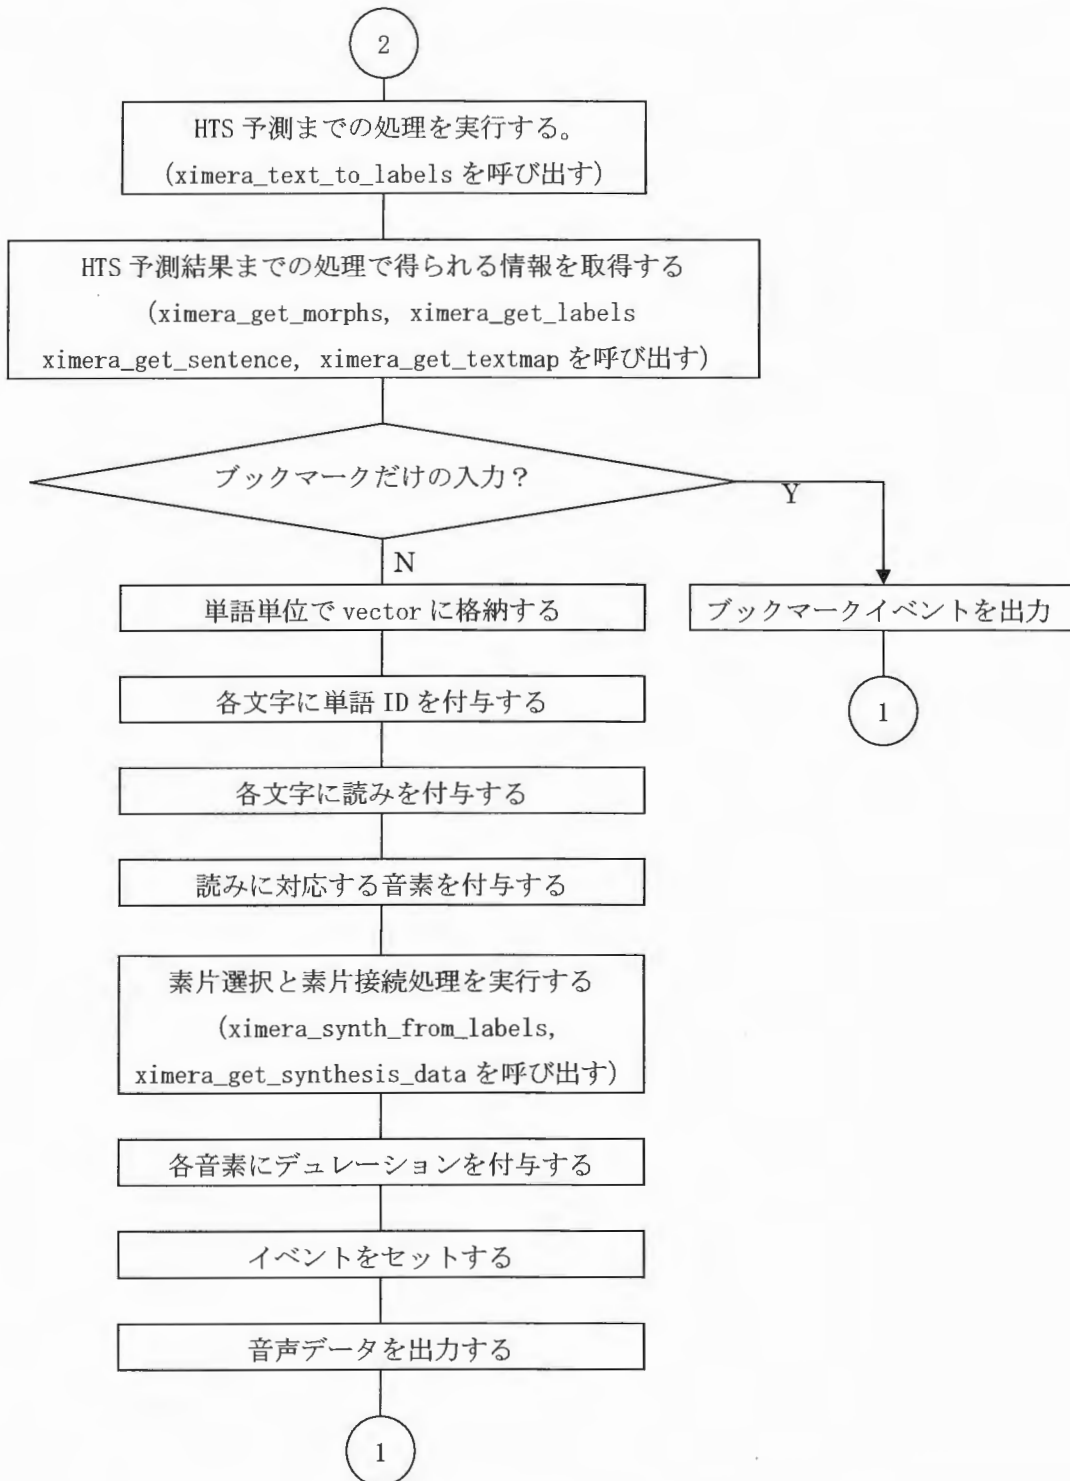 2
HTS 予測までの処理を実行する。
(ximera_text_to_labels を呼び出す)
HTS 予測結果までの処理で得られる情報を取得する
(ximera_get_morphs, ximera_get_labels
ximera_get_sentence, ximera_get_textmap を呼び出す)
ブックマークだけの入力？
Y
N
単語単位で vector に格納する
ブックマークイベントを出力
各文字に単語 ID を付与する
1
各文字に読みを付与する
読みに対応する音素を付与する
素片選択と素片接続処理を実行する
(ximera_synth_from_labels,
ximera_get_synthesis_data を呼び出す)
各音素にデュレーションを付与する
イベントをセットする
音声データを出力する
1